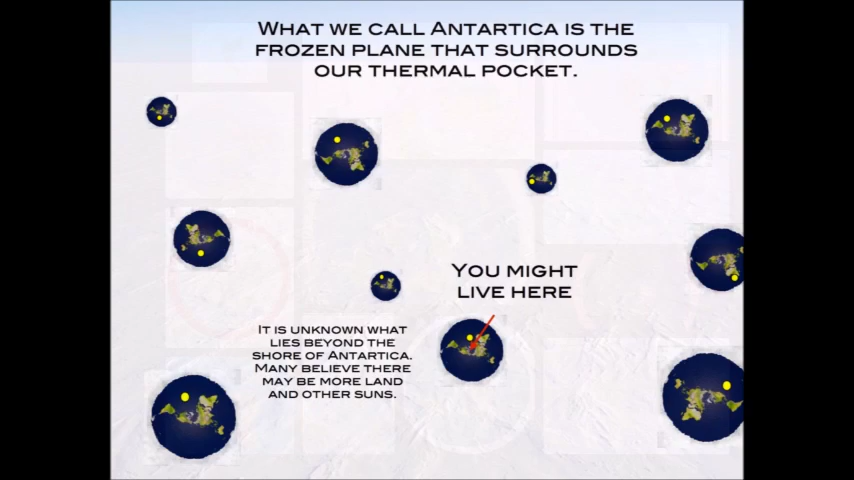 What we call Antartica is the
frozen plane that surrounds
our thermal pocket.
You might
live here
It is unknown what
lies beyond the
shore of Antartica.
Many believe there
may be more land
and other suns.